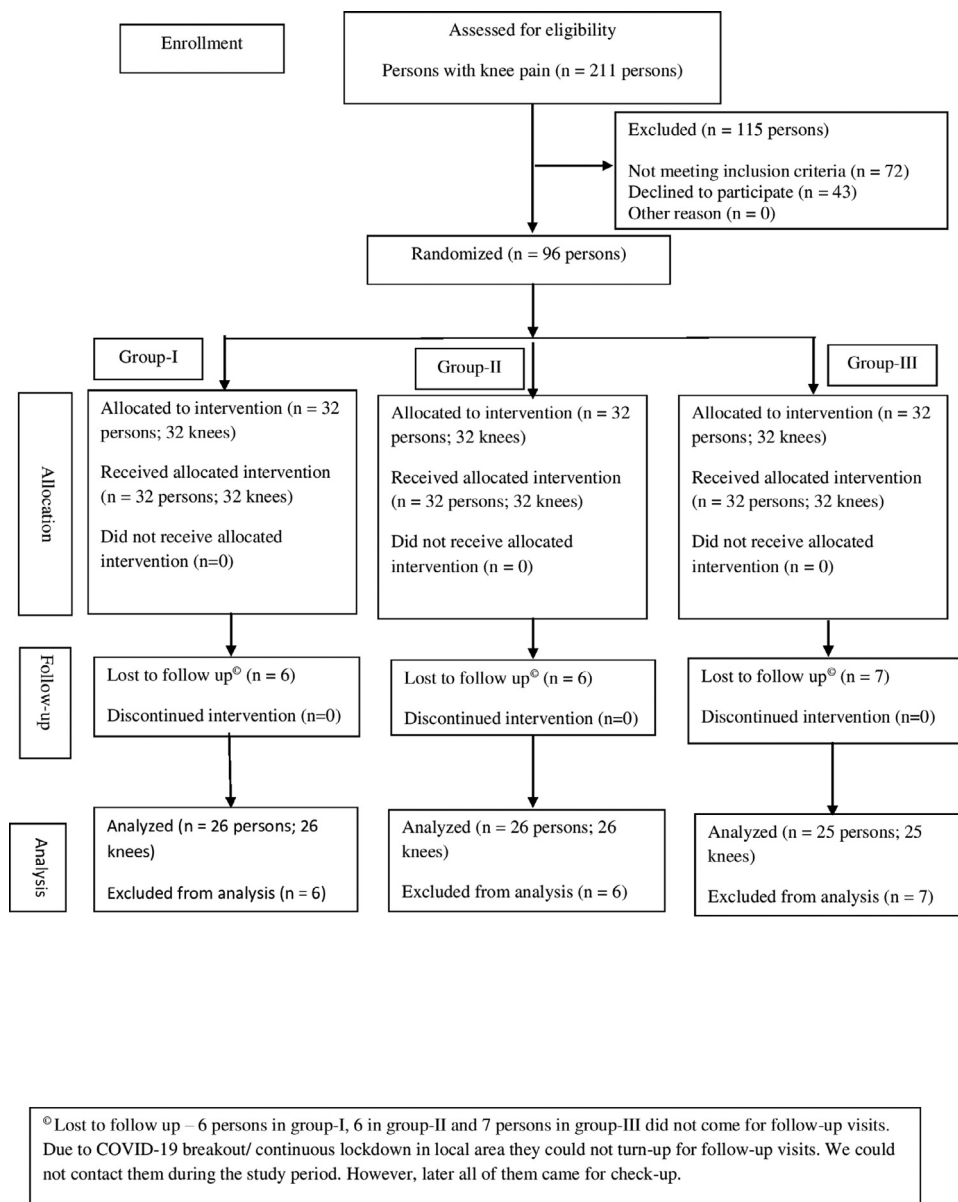 Enrollment
Assessed for eligibility
Persons with knee pain (n = 211 persons)
Excluded (n = 115 persons)
Not meeting inclusion criteria (n = 72)
Declined to participate (n = 43)
Other reason (n = 0)
Randomized (n = 96 persons)
Group-I
Group-II
Group-III
Allocation
Allocated to intervention (n = 32
persons; 32 knees)
Received allocated intervention
(n = 32 persons; 32 knees)
Did not receive allocated
intervention (n=0)
Allocated to intervention (n = 32
persons; 32 knees)
Received allocated intervention
(n = 32 persons; 32 knees)
Did not receive allocated
intervention (n = 0)
Allocated to intervention (n = 32
persons; 32 knees)
Received allocated intervention
(n = 32 persons; 32 knees)
Did not receive allocated
intervention (n = 0)
Follow-up
Lost to follow up© (n = 6)
Discontinued intervention (n=0)
Lost to follow up© (n = 6)
Discontinued intervention (n=0)
Lost to follow up© (n = 7)
Discontinued intervention (n=0)
Analysis
Analyzed (n = 26 persons; 26
knees)
Excluded from analysis (n = 6)
Analyzed (n = 26 persons; 26
knees)
Excluded from analysis (n = 6)
Analyzed (n = 25 persons; 25
knees)
Excluded from analysis (n = 7)
© Lost to follow up – 6 persons in group-I, 6 in group-II and 7 persons in group-III did not come for follow-up visits.
Due to COVID-19 breakout/ continuous lockdown in local area they could not turn-up for follow-up visits. We could
not contact them during the study period. However, later all of them came for check-up.